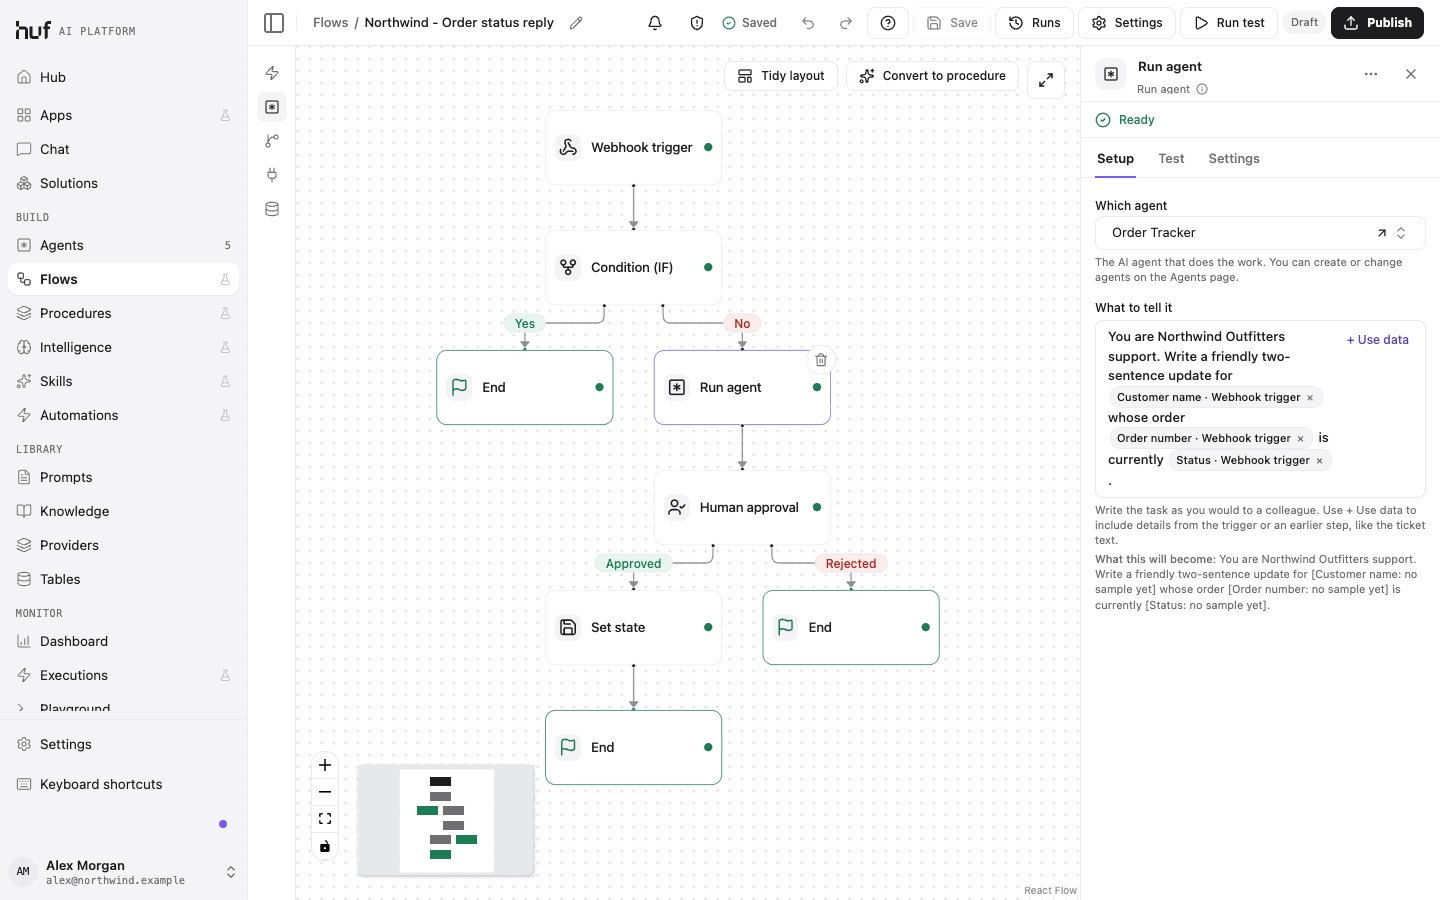 huf AI PLATFORM
Hub
Apps
Chat
Solutions
BUILD
Agents 5
Flows
Procedures
Intelligence
Skills
Automations
LIBRARY
Prompts
Knowledge
Providers
Tables
MONITOR
Dashboard
Executions
Playground
Settings
Keyboard shortcuts
AM
Alex Morgan
alex@northwind.example
Flows / Northwind - Order status reply
Saved
Save
Runs
Settings
Run test
Draft
Publish
Tidy layout
Convert to procedure
Webhook trigger
Condition (IF)
Yes
No
End
Run agent
Human approval
Approved
Rejected
Set state
End
End
React Flow
Run agent
Run agent
Ready
Setup Test Settings
Which agent
Order Tracker
The AI agent that does the work. You can create or change
agents on the Agents page.
What to tell it
+ Use data
You are Northwind Outfitters
support. Write a friendly two-
sentence update for
Customer name · Webhook trigger ×
whose order
Order number · Webhook trigger × is
currently Status · Webhook trigger ×
.
Write the task as you would to a colleague. Use + Use data to
include details from the trigger or an earlier step, like the ticket
text.
What this will become: You are Northwind Outfitters support.
Write a friendly two-sentence update for [Customer name: no
sample yet] whose order [Order number: no sample yet] is
currently [Status: no sample yet].